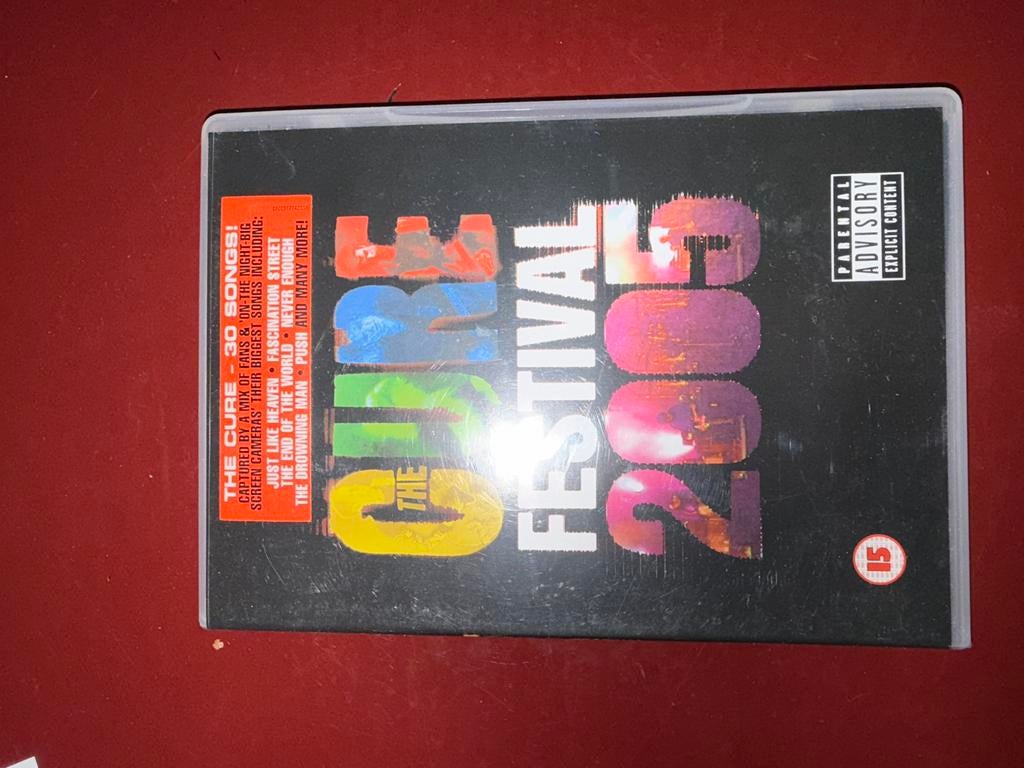 THE CURE - 30 SONGS!
CAPTURED BY A MIX OF FANS & 'ON-THE NIGHT-BIG
SCREEN CAMERAS' THEIR BIGGEST SONGS INCLUDING:
JUST LIKE HEAVEN • FASCINATION STREET
THE END OF THE WORLD • NEVER ENOUGH
THE DROWNING MAN • PUSH AND MANY MORE!
THE
CURE
FESTIVAL
2005
15
PARENTAL
ADVISORY
EXPLICIT CONTENT